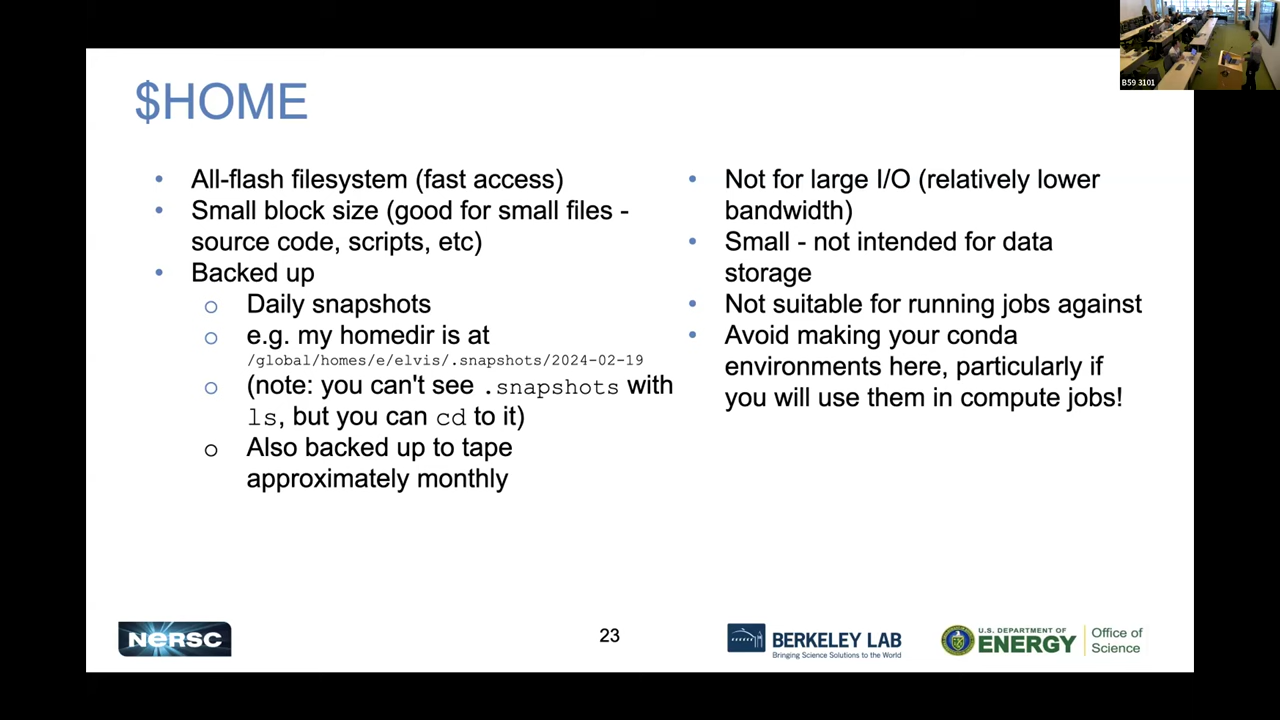 B59 3101
$HOME
• All-flash filesystem (fast access)
• Small block size (good for small files -
source code, scripts, etc)
• Backed up
o Daily snapshots
o e.g. my homedir is at
/global/homes/e/elvis/.snapshots/2024-02-19
o (note: you can't see .snapshots with
ls, but you can cd to it)
o Also backed up to tape
approximately monthly
• Not for large I/O (relatively lower
bandwidth)
• Small - not intended for data
storage
• Not suitable for running jobs against
• Avoid making your conda
environments here, particularly if
you will use them in compute jobs!
NERSC
23
BERKELEY LAB
Bringing Science Solutions to the World
U.S. DEPARTMENT OF
ENERGY
Office of
Science